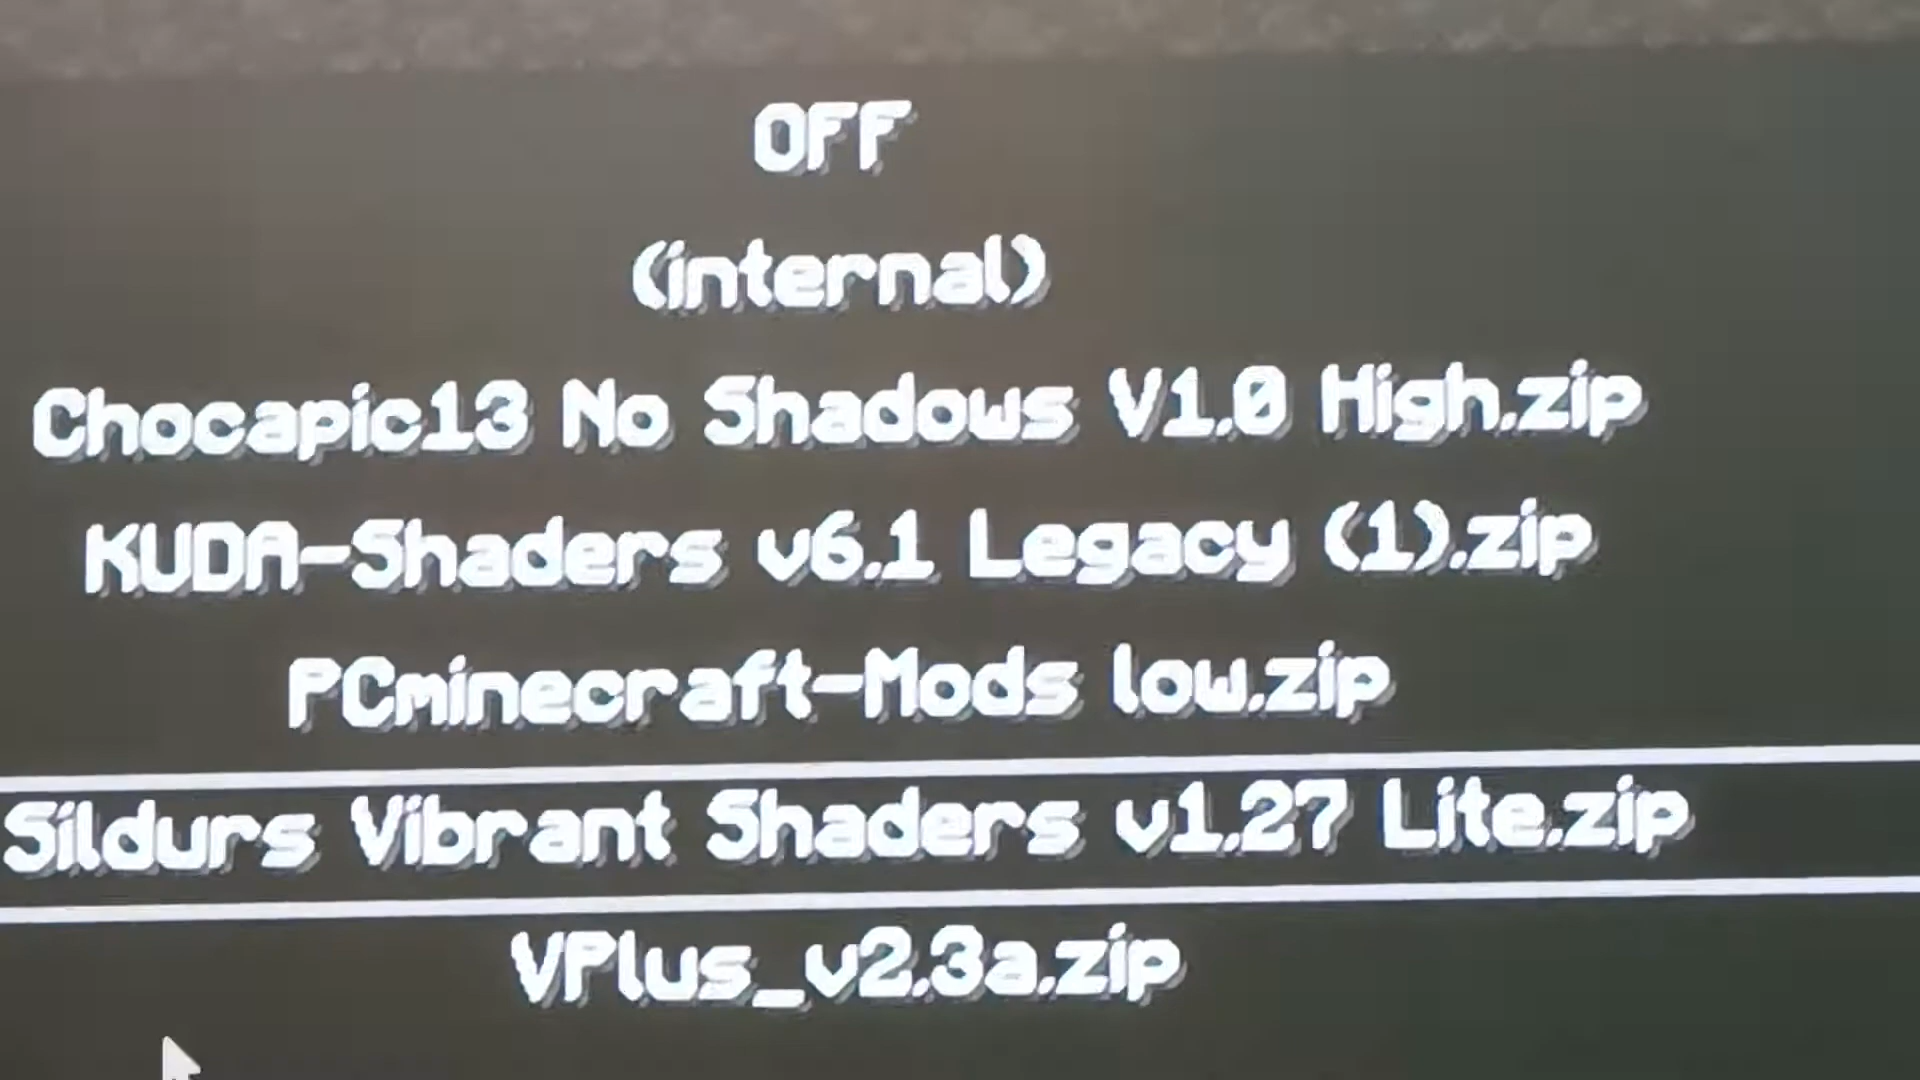 OFF
(internal)
Chocapic13 No Shadows V1.0 High.zip
KUDA-Shaders v6.1 Legacy (1).zip
PCminecraft-Mods low.zip
Sildurs Vibrant Shaders v1.27 Lite.zip
VPlus_v2.3a.zip